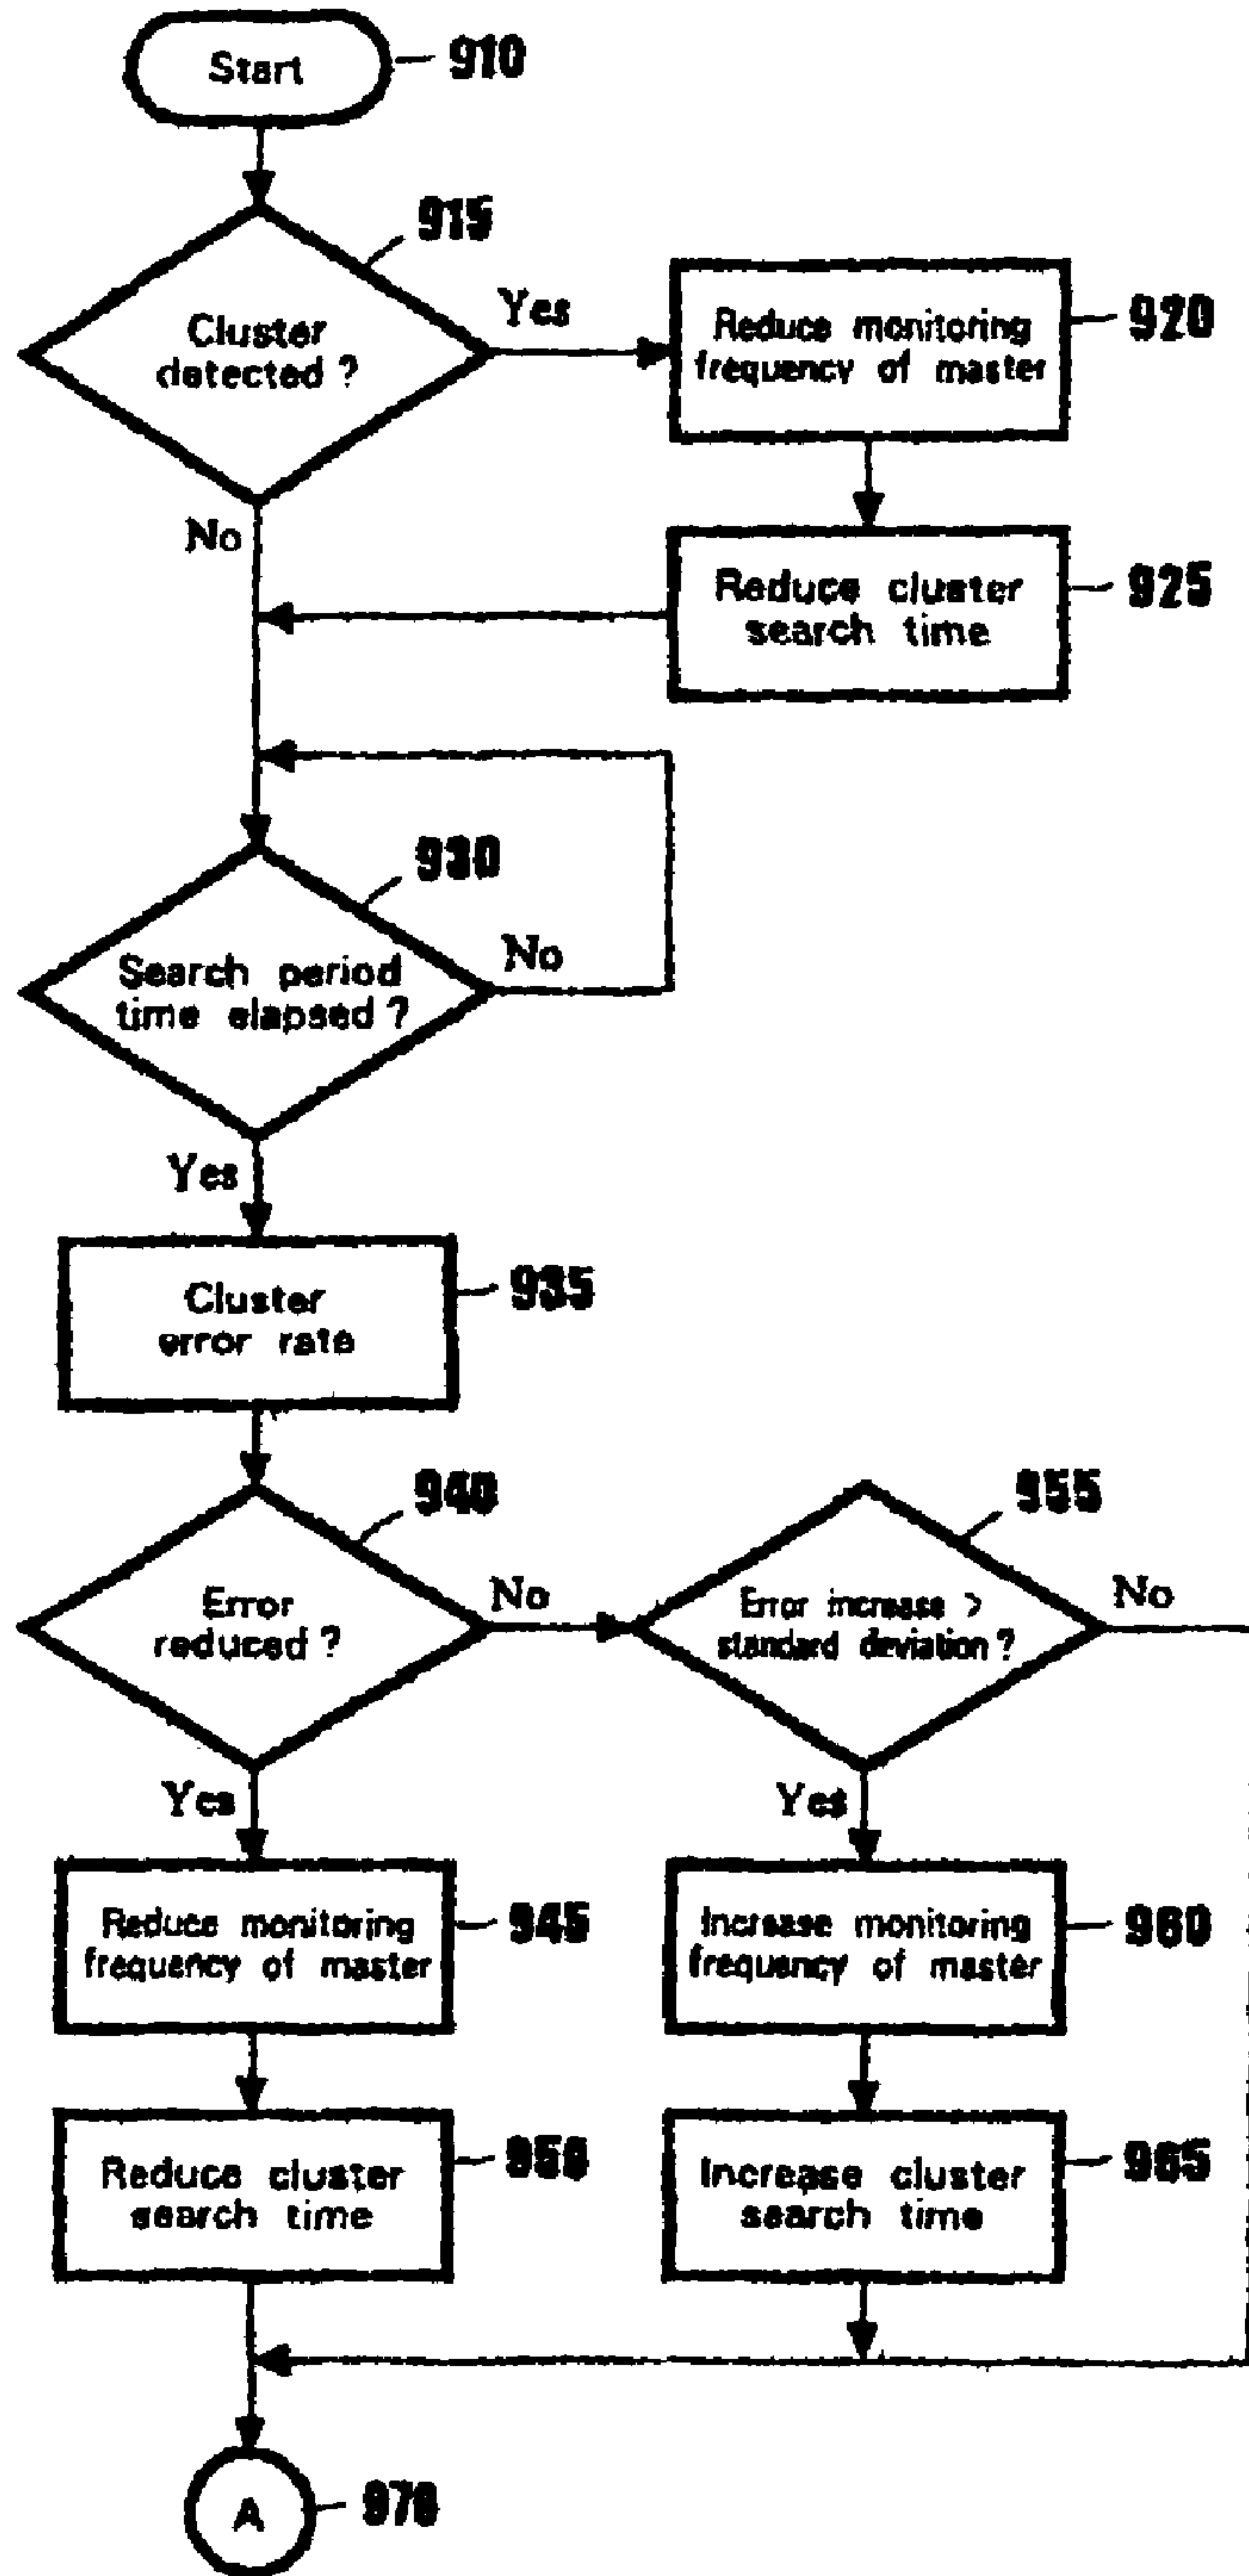 Start
910
915
Cluster
detected ?
Yes
No
Reduce monitoring
frequency of master
920
Reduce cluster
search time
925
930
Search period
time elapsed ?
No
Yes
Cluster
error rate
935
940
Error
reduced ?
No
Yes
955
Error increase >
standard deviation ?
No
Yes
Reduce monitoring
frequency of master
945
Increase monitoring
frequency of master
960
Reduce cluster
search time
950
Increase cluster
search time
965
A
970